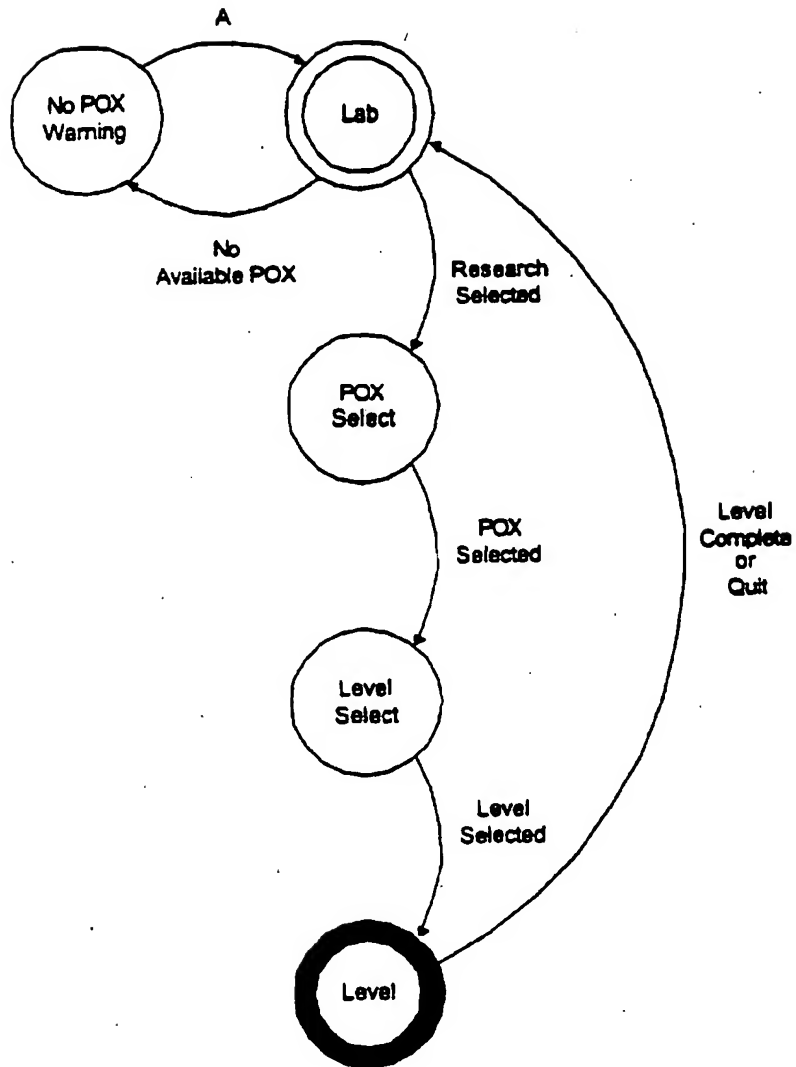 A
No POX
Warning
Lab
No
Available POX
Research
Selected
POX
Select
POX
Selected
Level
Complete
or
Quit
Level
Select
Level
Selected
Level